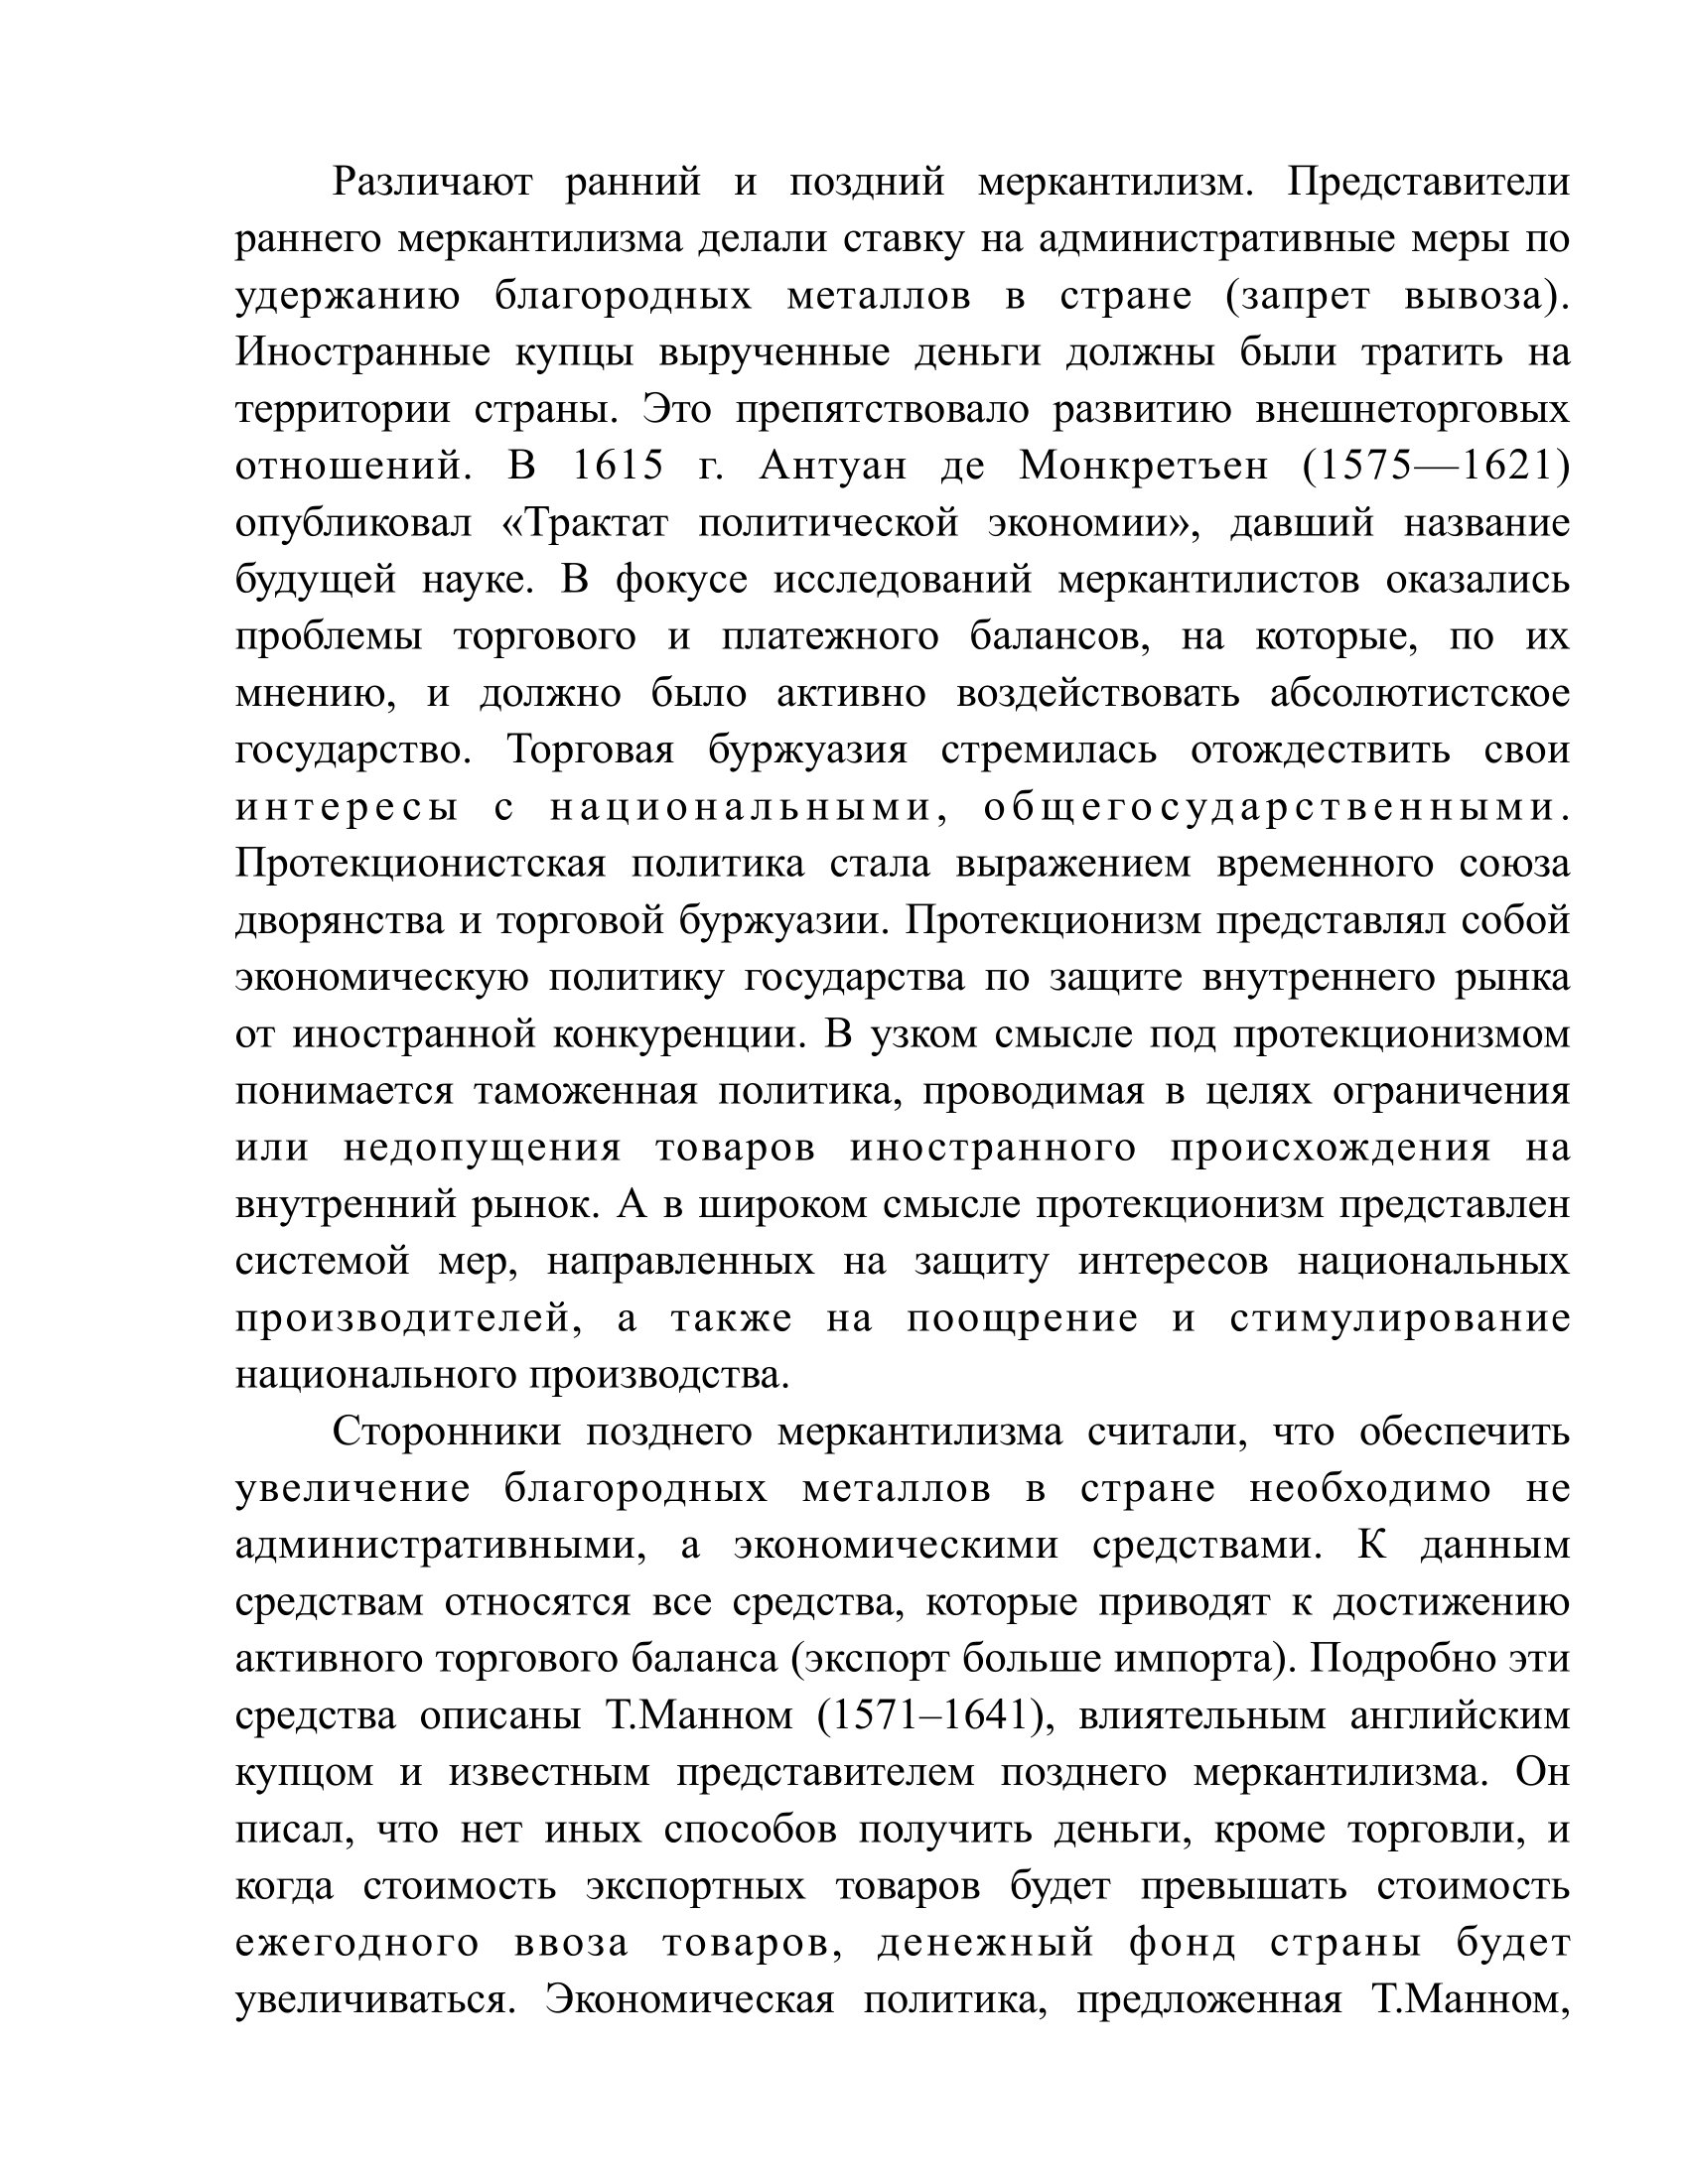 Различают ранний и поздний меркантилизм. Представители
раннего меркантилизма делали ставку на административные меры по
удержанию благородных металлов в стране (запрет вывоза).
Иностранные купцы вырученные деньги должны были тратить на
территории страны. Это препятствовало развитию внешнеторговых
отношений. В 1615 г. Антуан де Монкретъен (1575—1621)
опубликовал «Трактат политической экономии», давший название
будущей науке. В фокусе исследований меркантилистов оказались
проблемы торгового и платежного балансов, на которые, по их
мнению, и должно было активно воздействовать абсолютистское
государство. Торговая буржуазия стремилась отождествить свои
интересы с национальными, общегосударственными.
Протекционистская политика стала выражением временного союза
дворянства и торговой буржуазии. Протекционизм представлял собой
экономическую политику государства по защите внутреннего рынка
от иностранной конкуренции. В узком смысле под протекционизмом
понимается таможенная политика, проводимая в целях ограничения
или недопущения товаров иностранного происхождения на
внутренний рынок. А в широком смысле протекционизм представлен
системой мер, направленных на защиту интересов национальных
производителей, а также на поощрение и стимулирование
национального производства.
Сторонники позднего меркантилизма считали, что обеспечить
увеличение благородных металлов в стране необходимо не
административными, а экономическими средствами. К данным
средствам относятся все средства, которые приводят к достижению
активного торгового баланса (экспорт больше импорта). Подробно эти
средства описаны Т.Манном (1571–1641), влиятельным английским
купцом и известным представителем позднего меркантилизма. Он
писал, что нет иных способов получить деньги, кроме торговли, и
когда стоимость экспортных товаров будет превышать стоимость
ежегодного ввоза товаров, денежный фонд страны будет
увеличиваться. Экономическая политика, предложенная Т.Манном,